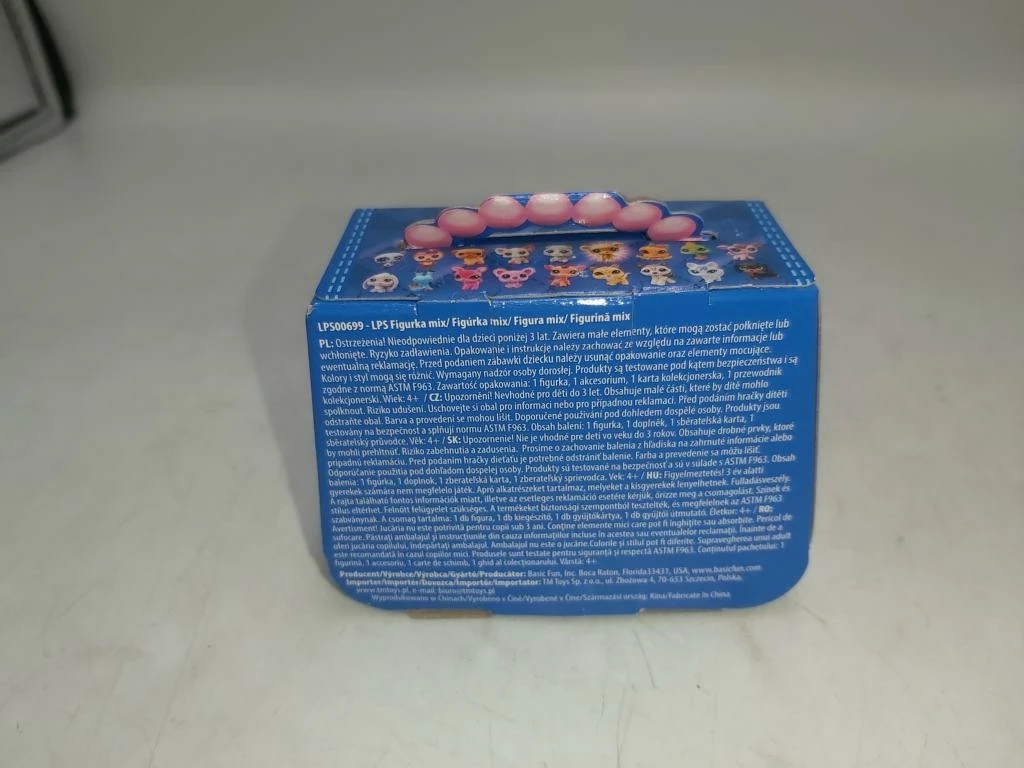 LPS00699 - LPS Figurka mix/ Figúrka mix/ Figura mix/ Figurină mix
PL: Ostrzeżenia! Nieodpowiednie dla dzieci poniżej 3 lat. Zawiera małe elementy, które mogą zostać połknięte lub
wchłonięte. Ryzyko zadławienia. Opakowanie i instrukcję należy zachować ze względu na zawarte informacje lub
ewentualną reklamację. Przed podaniem zabawki dziecku należy usunąć opakowanie oraz elementy mocujące.
Kolory i styl mogą się różnić. Wymagany nadzór osoby dorosłej. Produkty są testowane pod kątem bezpieczeństwa i są
zgodne z normą ASTM F963. Zawartość opakowania: 1 figurka, 1 akcesorium, 1 karta kolekcjonerska, 1 przewodnik
kolekcjonerski. Wiek: 4+ / CZ: Upozornění! Nevhodné pro děti do 3 let. Obsahuje malé části, které by dítě mohlo
spolknout. Riziko udušení. Uschovejte si obal pro informaci nebo pro případnou reklamaci. Před podáním hračky dítěti
odstraňte obal. Barva a provedení se mohou lišit. Doporučené používání pod dohledem dospělé osoby. Produkty jsou
testovány na bezpečnost a splňují normu ASTM F963. Obsah balení: 1 figurka, 1 doplněk, 1 sběratelská karta, 1
sběratelský průvodce. Věk: 4+ / SK: Upozornenie! Nie je vhodné pre deti vo veku do 3 rokov. Obsahuje drobné prvky, ktoré
by mohli prehltnúť. Riziko zabehnutia a zadusenia. Prosíme o zachovanie balenia z hľadiska na zahrnuté informácie alebo
prípadnú reklamáciu. Pred podaním hračky dieťaťu je potrebné odstrániť balenie. Farba a prevedenie sa môžu líšiť.
Odporúčanie použitia pod dohľadom dospelej osoby. Produkty sú testované na bezpečnosť a sú v súlade s ASTM F963. Obsah
balenia: 1 figúrka, 1 doplnok, 1 zberateľská karta, 1 zberateľský sprievodca. Vek: 4+ / HU: Figyelmeztetés! 3 év alatti
gyerekek számára nem megfelelő játék. Apró alkatrészeket tartalmaz, melyeket a kisgyerekek lenyelhetnek. Fulladásveszély.
A rajta található fontos információk miatt, illetve az esetleges reklamáció esetére kérjük, őrizze meg a csomagolást. Színek és
stílus eltérhet. Felnőtt felügyelet szükséges. A termékeket biztonsági szempontból tesztelték, és megfelelnek az ASTM F963
szabványnak. A csomag tartalma: 1 db figura, 1 db kiegészítő, 1 db gyűjtőkártya, 1 db gyűjtői útmutató. Életkor: 4+ / RO:
Avertisment! Jucăria nu este potrivită pentru copii sub 3 ani. Conține elemente mici care pot fi înghițite sau absorbite. Pericol de
sufocare. Păstrați ambalajul și instrucțiunile din cauza informațiilor incluse în acestea sau eventualelor reclamații. Înainte de a
oferi jucăria copilului, îndepărtați ambalajul. Ambalajul nu este o jucărie. Culorile si stilul pot fi diferite. Supravegherea unui adult
este recomandată în cazul copiilor mici. Produsele sunt testate pentru siguranță și respectă ASTM F963. Conținutul pachetului: 1
figurină, 1 accesoriu, 1 carte de schimb, 1 ghid al colecționarului. Vârstă: 4+
Producent/Výrobce/Výrobca/Gyártó/Producător: Basic Fun, Inc. Boca Raton, Florida33431, USA, www.basicfun.com
Importer/Importér/Dovozca/Importőr/Importator: TM Toys Sp. z o.o., ul. Zbożowa 4, 70-653 Szczecin, Polska,
www.tmtoys.pl, e-mail: biuro@tmtoys.pl
Wyprodukowano w Chinach/Vyrobeno v Číně/Vyrobené v Číne/Származási ország: Kína/Fabricate în China